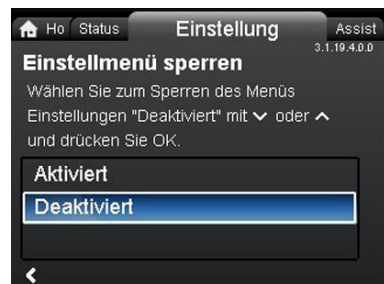 Ho Status Einstellung Assist
3.1.19.4.0.0
Einstellmenü sperren
Wählen Sie zum Sperren des Menüs
Einstellungen "Deaktiviert" mit oder
und drücken Sie OK.
Aktiviert
Deaktiviert